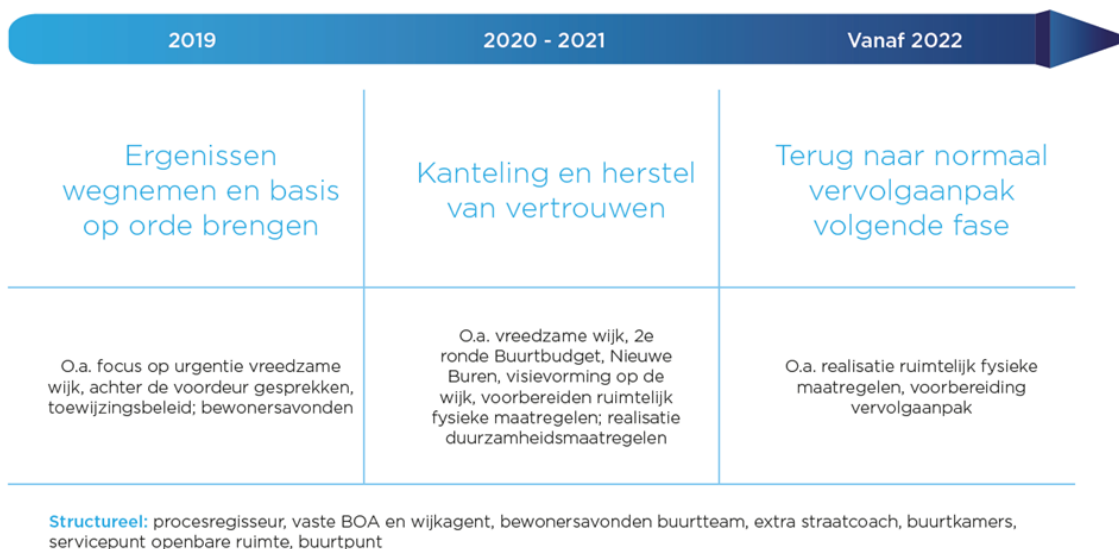 2019
2020 - 2021
Vanaf 2022
Ergenissen
wegnemen en basis
op orde brengen
Kanteling en herstel
van vertrouwen
Terug naar normaal
vervolgaanpak
volgende fase
O.a. focus op urgentie vreedzame
wijk, achter de voordeur gesprekken,
toewijzingsbeleid; bewonersavonden
O.a. vreedzame wijk, 2e
ronde Buurtbudget, Nieuwe
Buren, visievorming op de
wijk, voorbereiden ruimtelijk
fysieke maatregelen; realisatie
duurzaamheidsmaatregelen
O.a. realisatie ruimtelijk fysieke
maatregelen, voorbereiding
vervolgaanpak
Structureel: procesregisseur, vaste BOA en wijkagent, bewonersavonden buurtteam, extra straatcoach, buurtkamers,
servicepunt openbare ruimte, buurtpunt